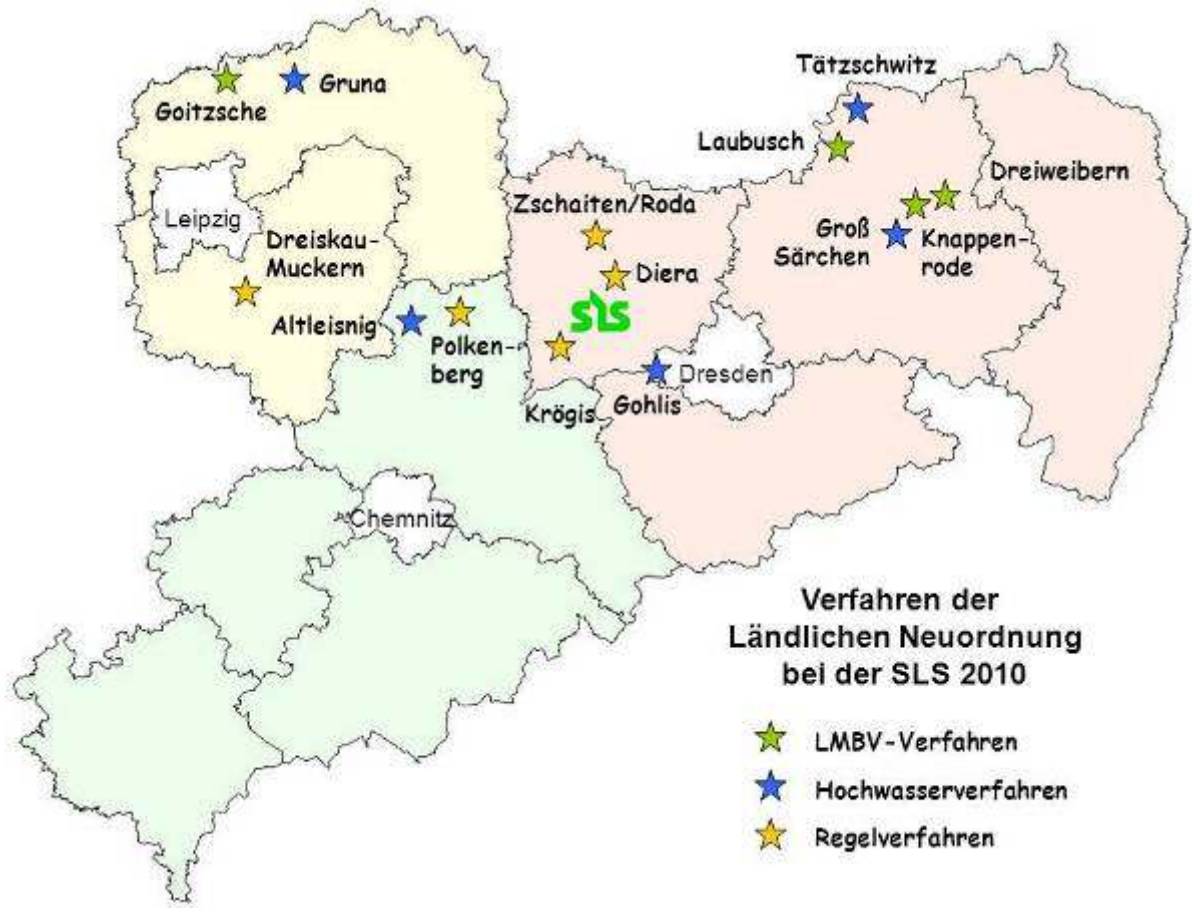 Tätzschwitz
Goitzsche
Gruna
Laubusch
Dreiweibern
Leipzig
Zschaiten/Roda
Groß
Särchen
Knappen-
rode
Dreiskau-
Muckern
Diera
sls
Altleisnig
Polken-
berg
Krögis
Gohlis
Dresden
Chemnitz
Verfahren der
Ländlichen Neuordnung
bei der SLS 2010
LMBV-Verfahren
Hochwasserverfahren
Regelverfahren